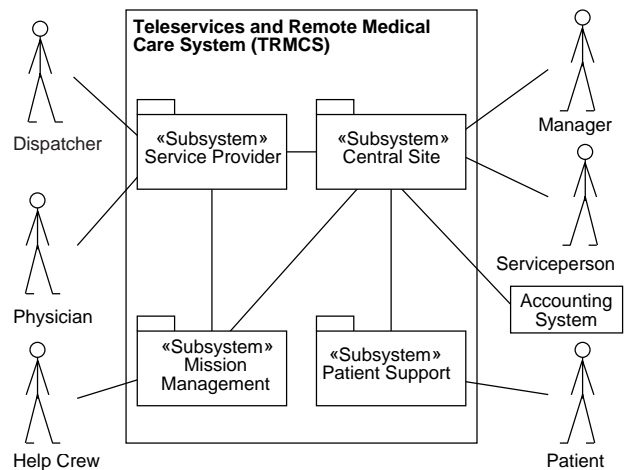 Teleservices and Remote Medical
Care System (TRMCS)
Dispatcher
«Subsystem»
Service Provider
«Subsystem»
Central Site
Manager
Physician
Serviceperson
Accounting
System
«Subsystem»
Mission
Management
«Subsystem»
Patient Support
Help Crew
Patient